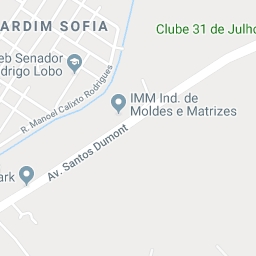 ARDIM SOFIA
Clube 31 de Julho
eb Senador
drigo Lobo
R. Manoel Calixto Rodrigues
IMM Ind. de
Moldes e Matrizes
ark
Av. Santos Dumont